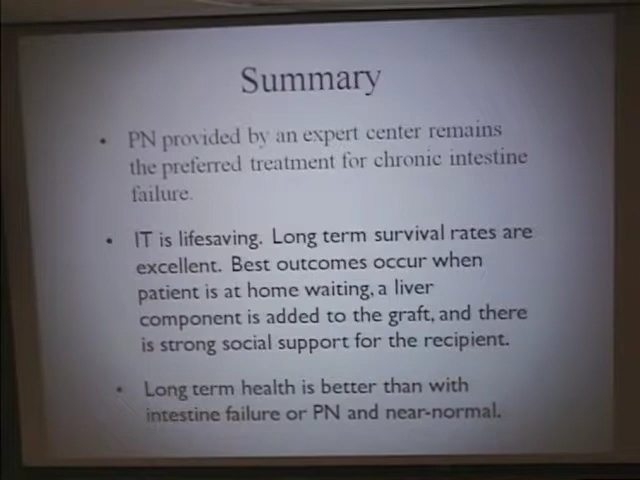 Summary
• PN provided by an expert center remains
the preferred treatment for chronic intestine
failure.
• IT is lifesaving. Long term survival rates are
excellent. Best outcomes occur when
patient is at home waiting, a liver
component is added to the graft, and there
is strong social support for the recipient.
• Long term health is better than with
intestine failure or PN and near-normal.